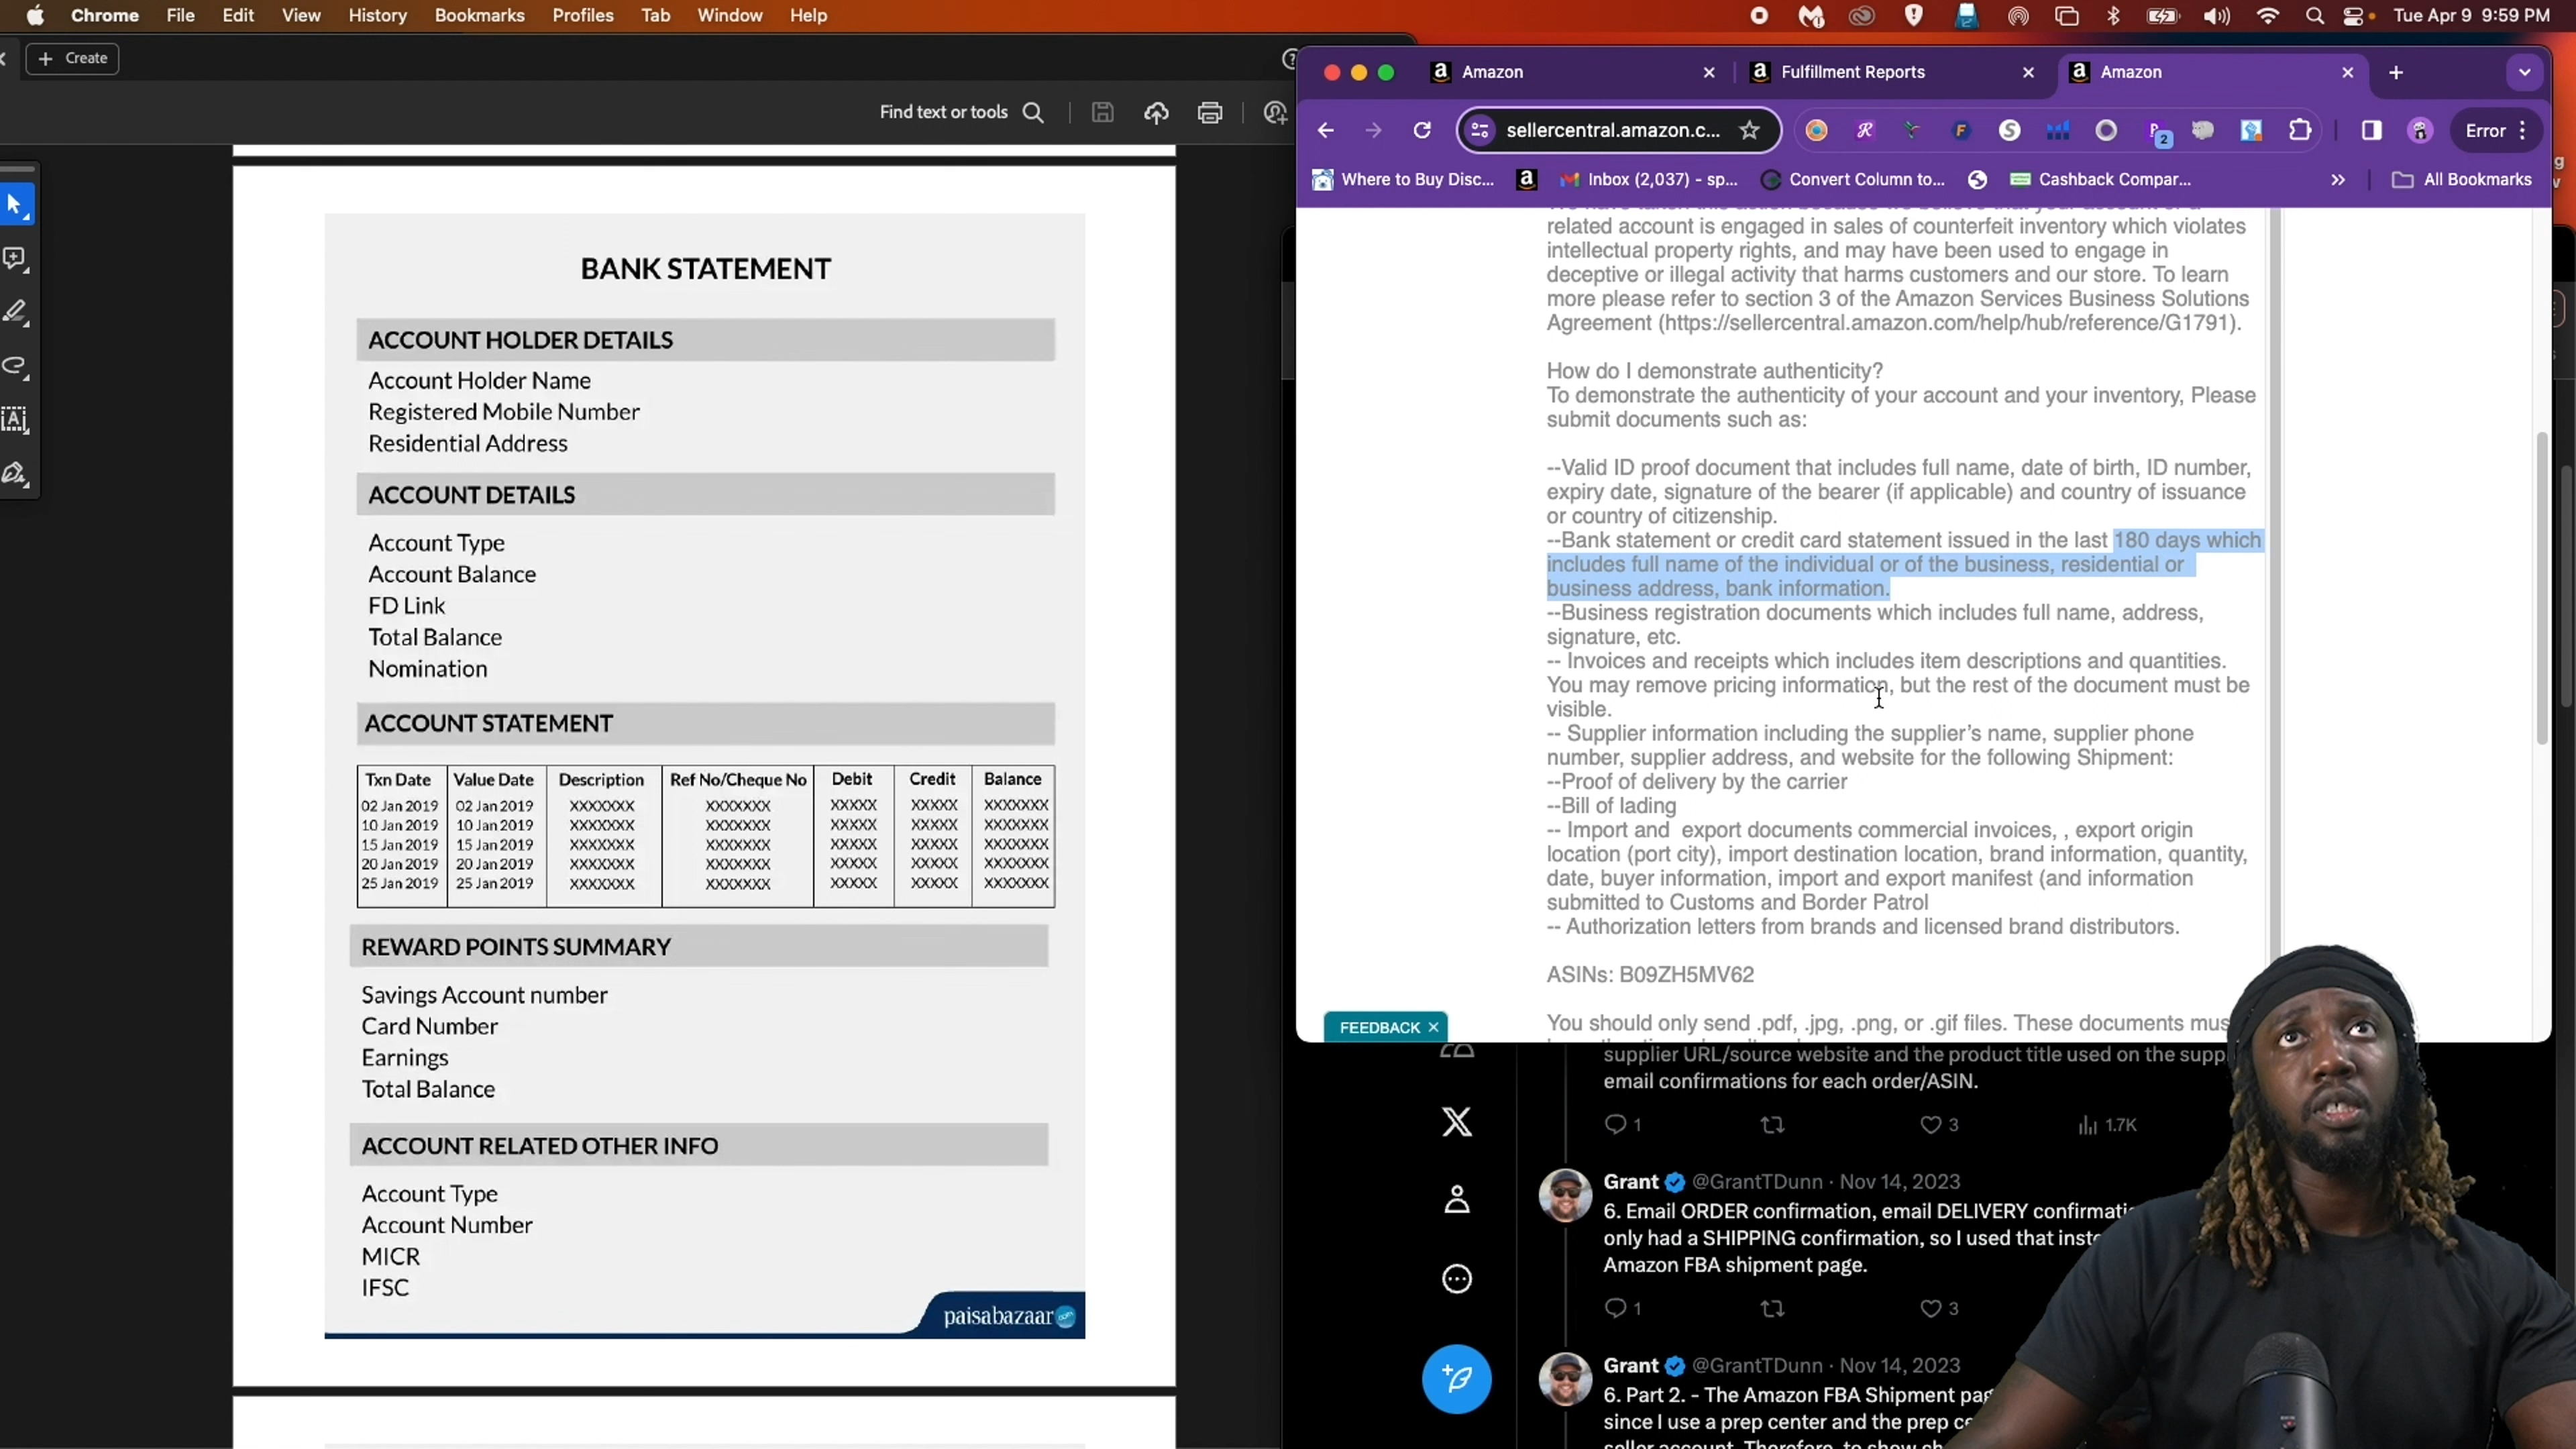 Chrome File Edit View History Bookmarks Profiles Tab Window Help
Tue Apr 9 9:59 PM
+ Create
Find text or tools
BANK STATEMENT
ACCOUNT HOLDER DETAILS
Account Holder Name
Registered Mobile Number
Residential Address
ACCOUNT DETAILS
Account Type
Account Balance
FD Link
Total Balance
Nomination
ACCOUNT STATEMENT
Txn Date Value Date Description Ref No/Cheque No Debit Credit Balance
02 Jan 2019 02 Jan 2019 XXXXXXX XXXXXXX XXXXX XXXXX XXXXXXX
10 Jan 2019 10 Jan 2019 XXXXXXX XXXXXXX XXXXX XXXXX XXXXXXX
15 Jan 2019 15 Jan 2019 XXXXXXX XXXXXXX XXXXX XXXXX XXXXXXX
20 Jan 2019 20 Jan 2019 XXXXXXX XXXXXXX XXXXX XXXXX XXXXXXX
25 Jan 2019 25 Jan 2019 XXXXXXX XXXXXXX XXXXX XXXXX XXXXXXX
REWARD POINTS SUMMARY
Savings Account number
Card Number
Earnings
Total Balance
ACCOUNT RELATED OTHER INFO
Account Type
Account Number
MICR
IFSC
paisabazaar
Amazon Fulfillment Reports Amazon
sellercentral.amazon.c... 2 Error
Where to Buy Disc... Inbox (2,037) - sp... Convert Column to... Cashback Compar... » All Bookmarks
related account is engaged in sales of counterfeit inventory which violates
intellectual property rights, and may have been used to engage in
deceptive or illegal activity that harms customers and our store. To learn
more please refer to section 3 of the Amazon Services Business Solutions
Agreement (https://sellercentral.amazon.com/help/hub/reference/G1791).
How do I demonstrate authenticity?
To demonstrate the authenticity of your account and your inventory, Please
submit documents such as:
--Valid ID proof document that includes full name, date of birth, ID number,
expiry date, signature of the bearer (if applicable) and country of issuance
or country of citizenship.
--Bank statement or credit card statement issued in the last 180 days which
includes full name of the individual or of the business, residential or
business address, bank information.
--Business registration documents which includes full name, address,
signature, etc.
-- Invoices and receipts which includes item descriptions and quantities.
You may remove pricing information, but the rest of the document must be
visible.
-- Supplier information including the supplier’s name, supplier phone
number, supplier address, and website for the following Shipment:
--Proof of delivery by the carrier
--Bill of lading
-- Import and export documents commercial invoices, , export origin
location (port city), import destination location, brand information, quantity,
date, buyer information, import and export manifest (and information
submitted to Customs and Border Patrol
-- Authorization letters from brands and licensed brand distributors.
ASINs: B09ZH5MV62
You should only send .pdf, .jpg, .png, or .gif files. These documents
FEEDBACK ×
supplier URL/source website and the product title used on the
email confirmations for each order/ASIN.
1 3 1.7K
Grant @GrantTDunn · Nov 14, 2023
6. Email ORDER confirmation, email DELIVERY
only had a SHIPPING confirmation, so I used that
Amazon FBA shipment page.
1 3
Grant @GrantTDunn · Nov 14, 2023
6. Part 2. - The Amazon FBA Shipment
since I use a prep center and the prep